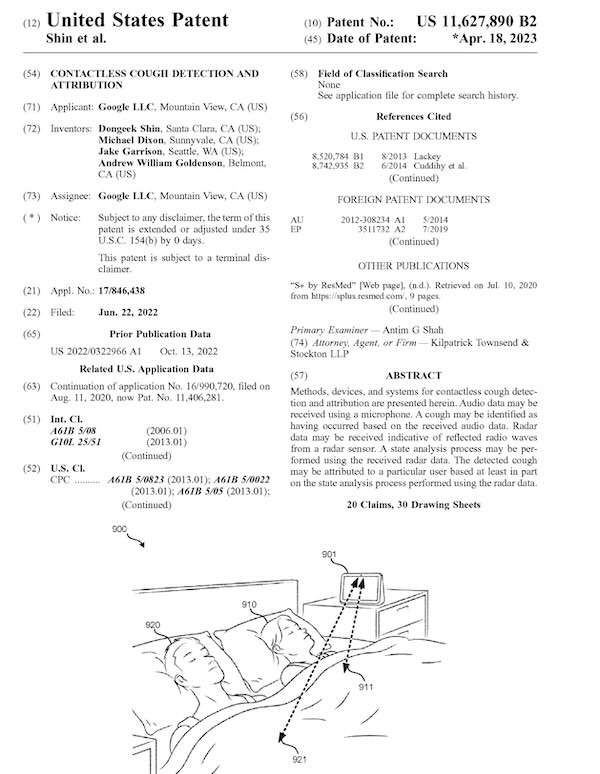 (12) United States Patent
Shin et al.
(10) Patent No.: US 11,627,890 B2
(45) Date of Patent: *Apr. 18, 2023
(54) CONTACTLESS COUGH DETECTION AND
ATTRIBUTION
(71) Applicant: Google LLC, Mountain View, CA (US)
(72) Inventors: Dongeek Shin, Santa Clara, CA (US);
Michael Dixon, Sunnyvale, CA (US);
Jake Garrison, Seattle, WA (US);
Andrew William Goldenson, Belmont,
CA (US)
(73) Assignee: Google LLC, Mountain View, CA (US)
( * ) Notice: Subject to any disclaimer, the term of this
patent is extended or adjusted under 35
U.S.C. 154(b) by 0 days.
This patent is subject to a terminal dis-
claimer.
(21) Appl. No.: 17/846,438
(22) Filed: Jun. 22, 2022
(65) Prior Publication Data
US 2022/0322966 A1 Oct. 13, 2022
Related U.S. Application Data
(63) Continuation of application No. 16/990,720, filed on
Aug. 11, 2020, now Pat. No. 11,406,281.
(51) Int. Cl.
A61B 5/08 (2006.01)
G10L 25/51 (2013.01)
(Continued)
(52) U.S. Cl.
CPC .......... A61B 5/0823 (2013.01); A61B 5/0022
(2013.01); A61B 5/05 (2013.01);
(Continued)
(58) Field of Classification Search
None
See application file for complete search history.
(56) References Cited
U.S. PATENT DOCUMENTS
8,520,784 B1 8/2013 Lackey
8,742,935 B2 6/2014 Cuddihy et al.
(Continued)
FOREIGN PATENT DOCUMENTS
AU 2012-308234 A1 5/2014
EP 3511732 A2 7/2019
(Continued)
OTHER PUBLICATIONS
"S+ by ResMed" [Web page], (n.d.). Retrieved on Jul. 10, 2020
from https://splus.resmed.com/, 9 pages.
(Continued)
Primary Examiner — Antim G Shah
(74) Attorney, Agent, or Firm — Kilpatrick Townsend &
Stockton LLP
(57) ABSTRACT
Methods, devices, and systems for contactless cough detec-
tion and attribution are presented herein. Audio data may be
received using a microphone. A cough may be identified as
having occurred based on the received audio data. Radar
data may be received indicative of reflected radio waves
from a radar sensor. A state analysis process may be per-
formed using the received radar data. The detected cough
may be attributed to a particular user based at least in part
on the state analysis process performed using the radar data.
20 Claims, 30 Drawing Sheets
900
901
910
920
911
921